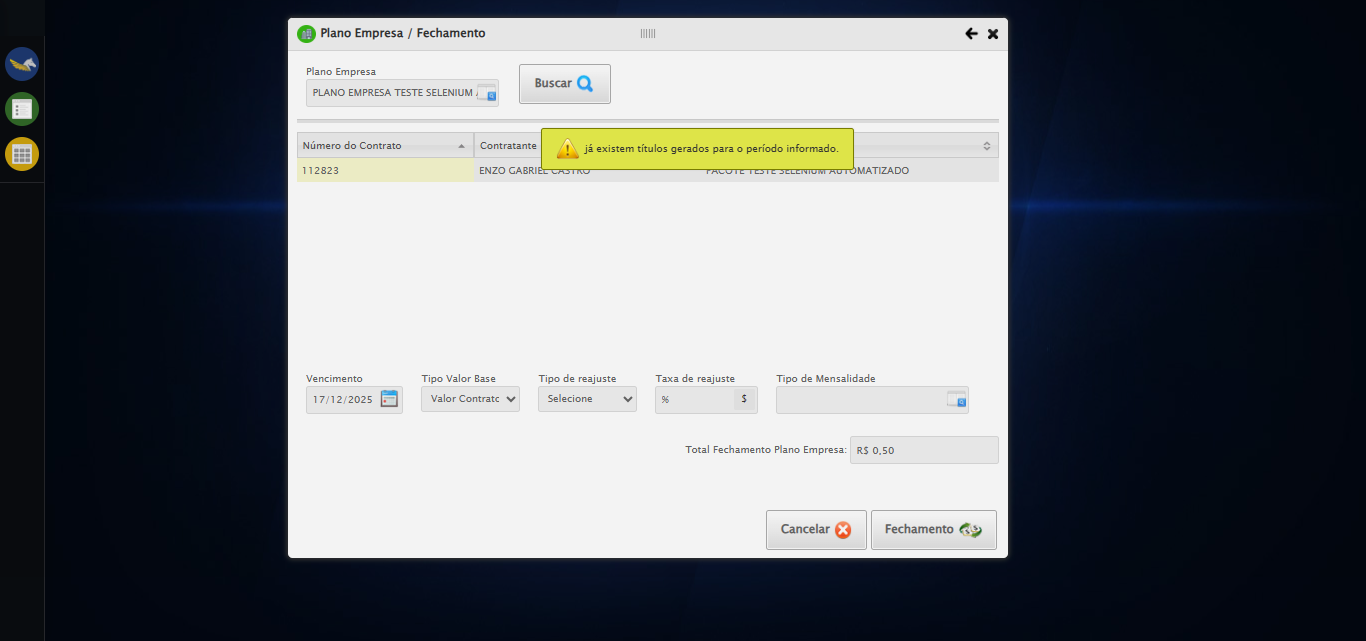 Plano Empresa / Fechamento
Plano Empresa
PLANO EMPRESA TESTE SELENIUM
Buscar
Número do Contrato
Contratante
já existem títulos gerados para o período informado.
112823
ENZO GABRIEL CASTRO
PACOTE TESTE SELENIUM AUTOMATIZADO
Vencimento
Tipo Valor Base
Tipo de reajuste
Taxa de reajuste
Tipo de Mensalidade
17/12/2025
Valor Contrato
Selecione
%
$
Total Fechamento Plano Empresa:
R$ 0,50
Cancelar
Fechamento